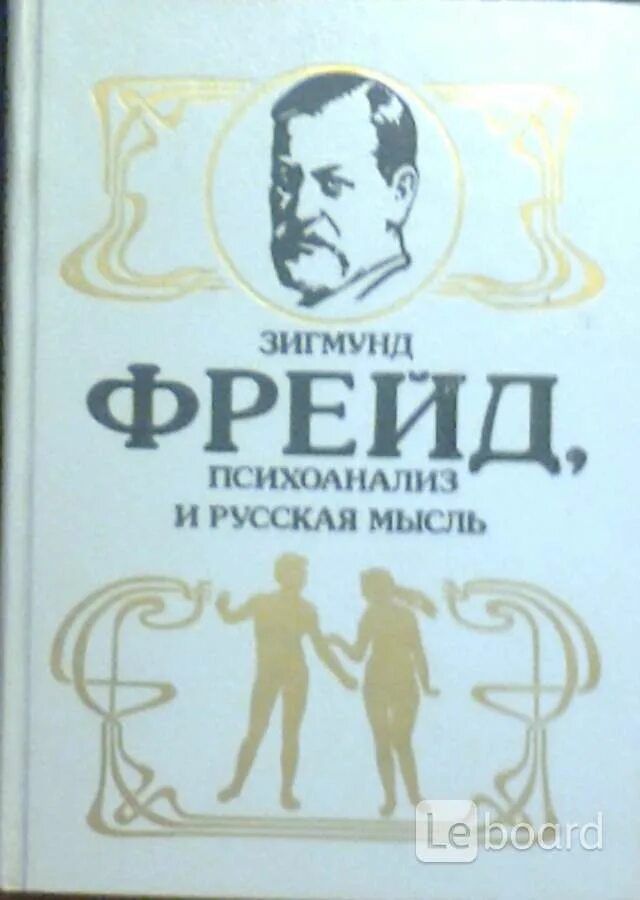 ЗИГМУНД
ФРЕЙД,
ПСИХОАНАЛИЗ
И РУССКАЯ МЫСЛЬ
Leboard